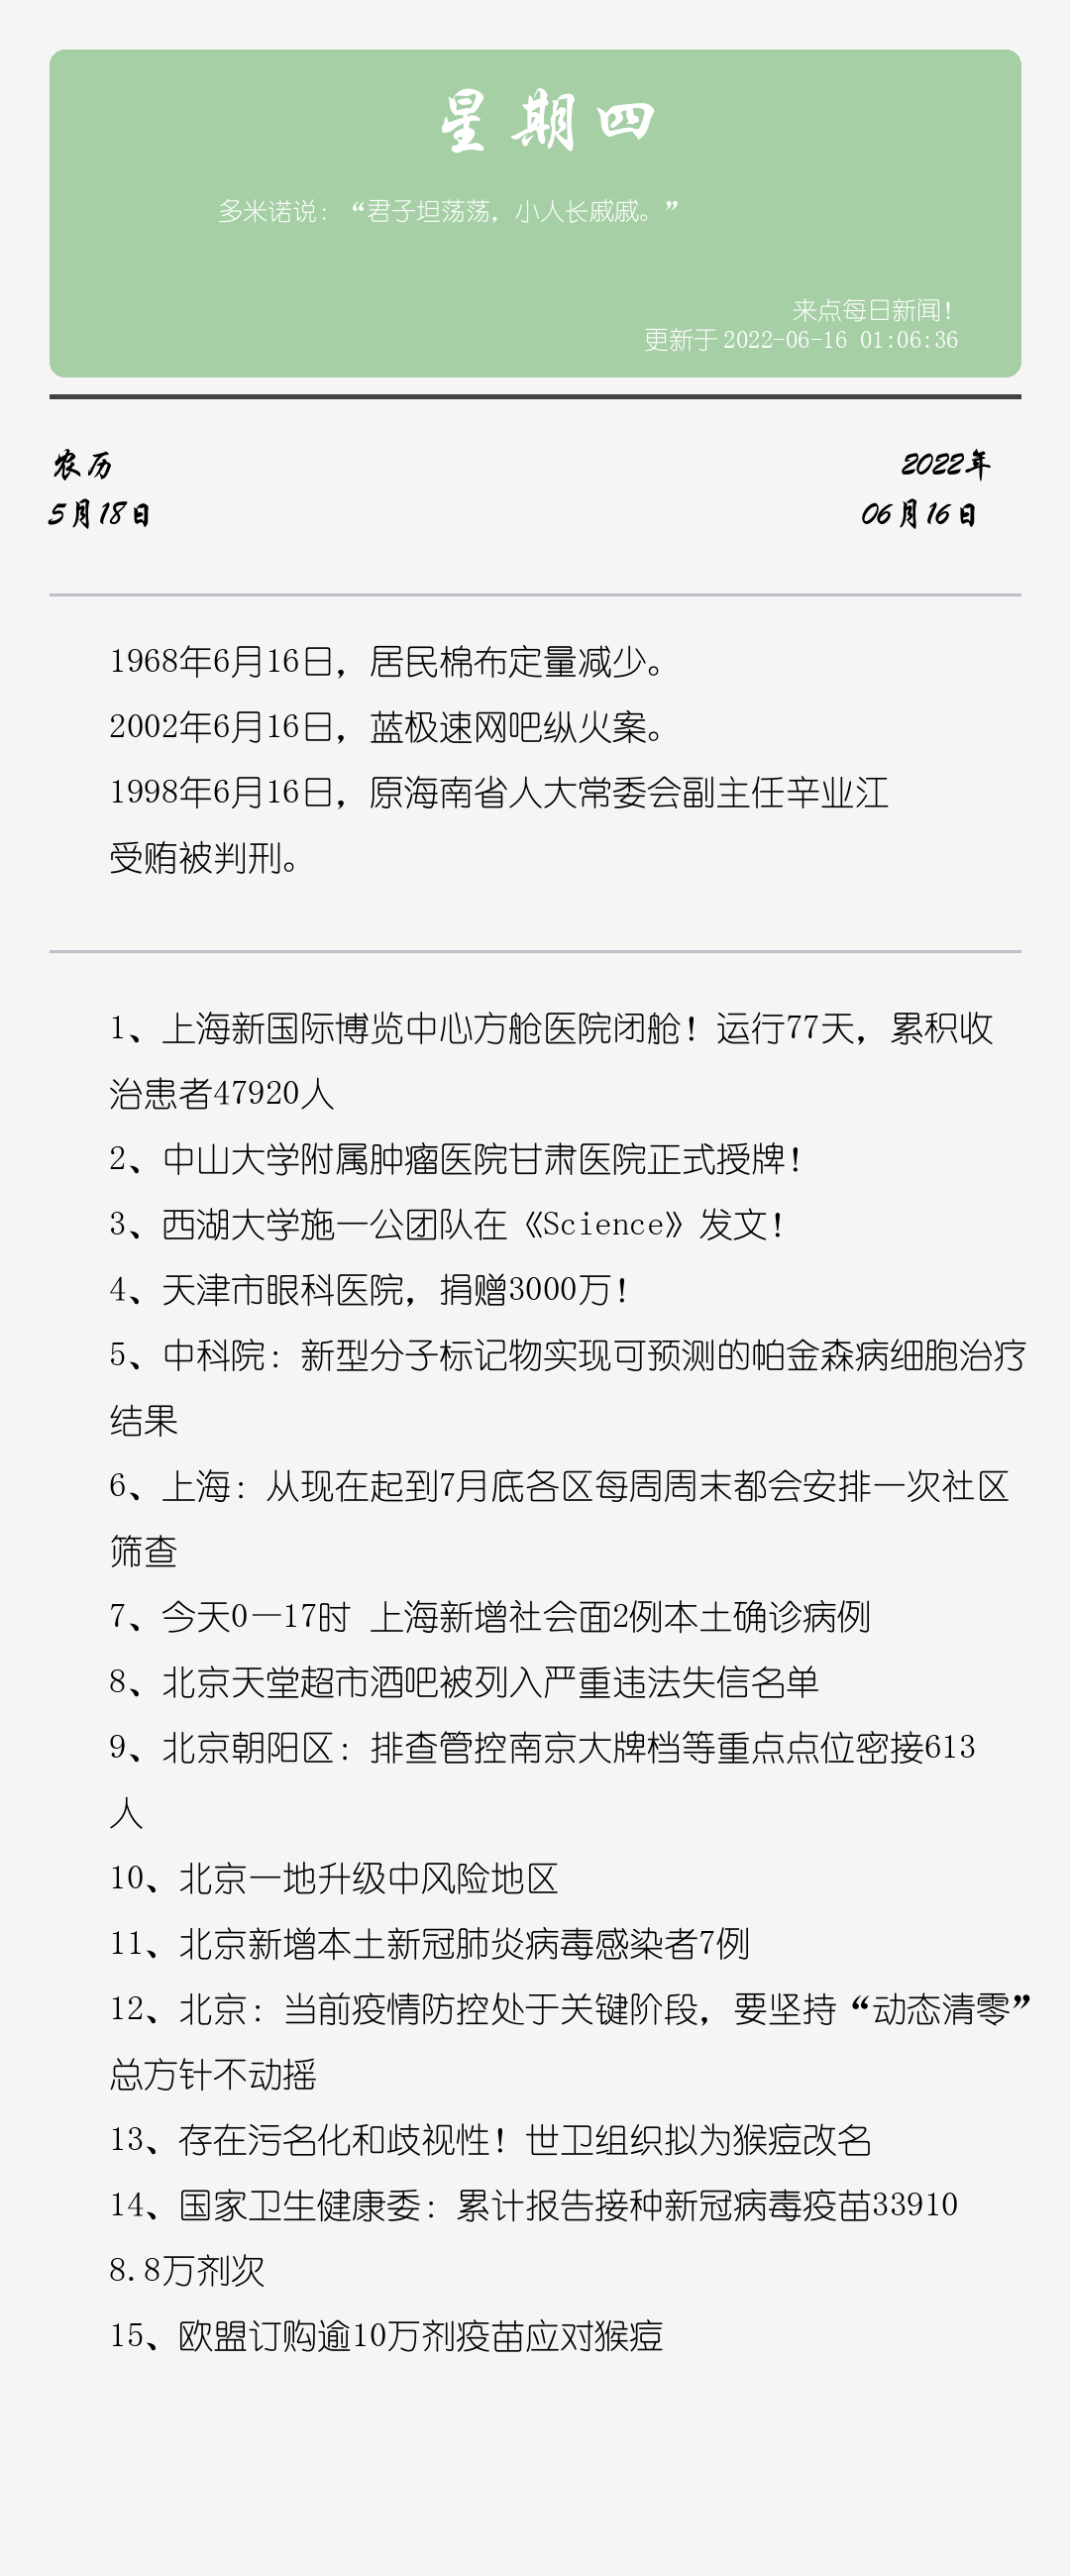 星期四
多米诺说：“君子坦荡荡，小人长戚戚。”
来点每日新闻！
更新于 2022-06-16 01:06:36
农历
2022年
5月18日
06月16日
1968年6月16日，居民棉布定量减少。
2002年6月16日，蓝极速网吧纵火案。
1998年6月16日，原海南省人大常委会副主任辛业江
受贿被判刑。
1、上海新国际博览中心方舱医院闭舱！运行77天，累积收
治患者47920人
2、中山大学附属肿瘤医院甘肃医院正式授牌！
3、西湖大学施一公团队在《Science》发文！
4、天津市眼科医院，捐赠3000万！
5、中科院：新型分子标记物实现可预测的帕金森病细胞治疗
结果
6、上海：从现在起到7月底各区每周周末都会安排一次社区
筛查
7、今天0—17时 上海新增社会面2例本土确诊病例
8、北京天堂超市酒吧被列入严重违法失信名单
9、北京朝阳区：排查管控南京大牌档等重点点位密接613
人
10、北京一地升级中风险地区
11、北京新增本土新冠肺炎病毒感染者7例
12、北京：当前疫情防控处于关键阶段，要坚持“动态清零”
总方针不动摇
13、存在污名化和歧视性！世卫组织拟为猴痘改名
14、国家卫生健康委：累计报告接种新冠病毒疫苗33910
8.8万剂次
15、欧盟订购逾10万剂疫苗应对猴痘